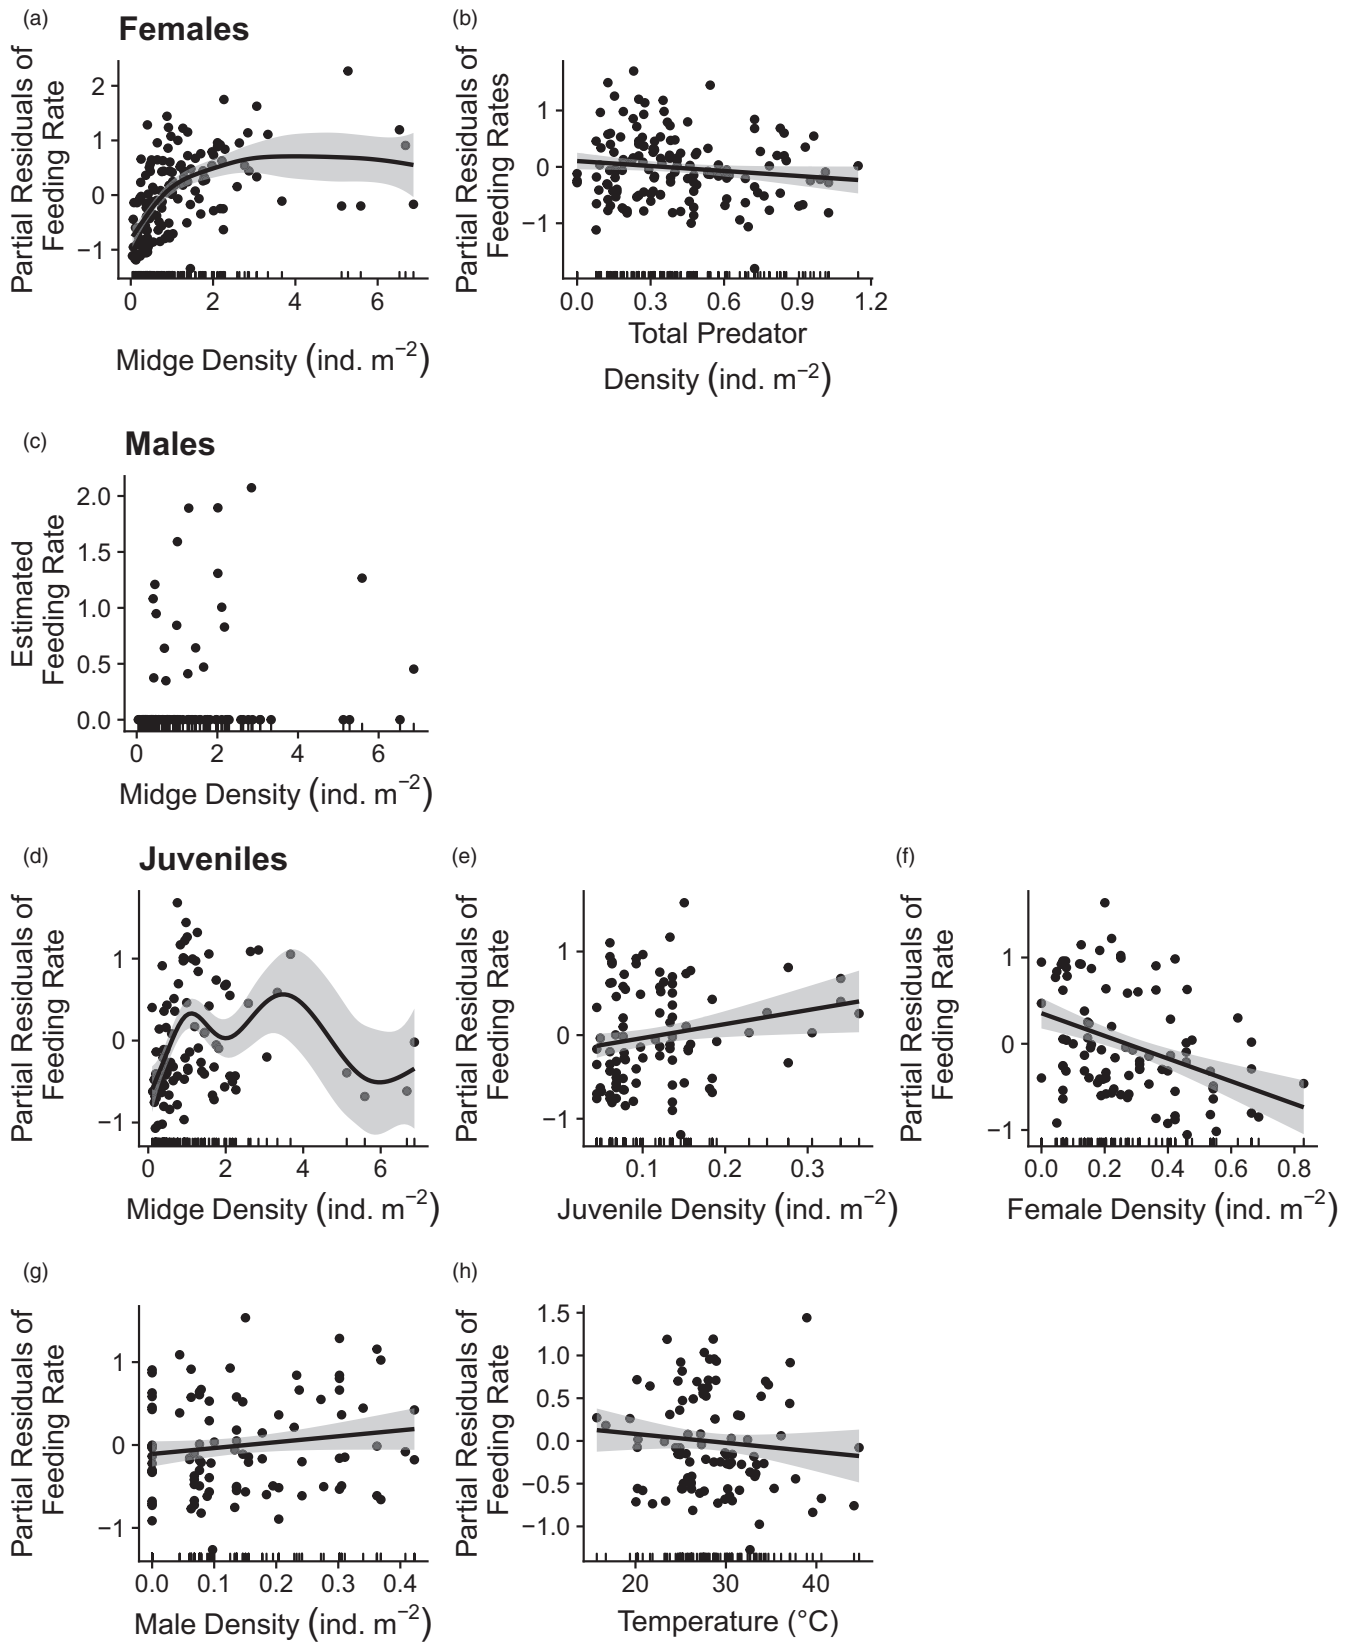 (a) Females
Partial Residuals of
Feeding Rate
2
1
0
−1
0 2 4 6
Midge Density (ind. m⁻²)
(b)
Partial Residuals of
Feeding Rates
1
0
−1
0.0 0.3 0.6 0.9 1.2
Total Predator
Density (ind. m⁻²)
(c) Males
Estimated
Feeding Rate
2.0
1.5
1.0
0.5
0.0
0 2 4 6
Midge Density (ind. m⁻²)
(d) Juveniles
Partial Residuals of
Feeding Rate
1
0
−1
0 2 4 6
Midge Density (ind. m⁻²)
(e)
Partial Residuals of
Feeding Rate
1
0
−1
0.1 0.2 0.3
Juvenile Density (ind. m⁻²)
(f)
Partial Residuals of
Feeding Rate
1
0
−1
0.0 0.2 0.4 0.6 0.8
Female Density (ind. m⁻²)
(g)
Partial Residuals of
Feeding Rate
1
0
−1
0.0 0.1 0.2 0.3 0.4
Male Density (ind. m⁻²)
(h)
Partial Residuals of
Feeding Rate
1.5
1.0
0.5
0.0
−0.5
−1.0
20 30 40
Temperature (°C)